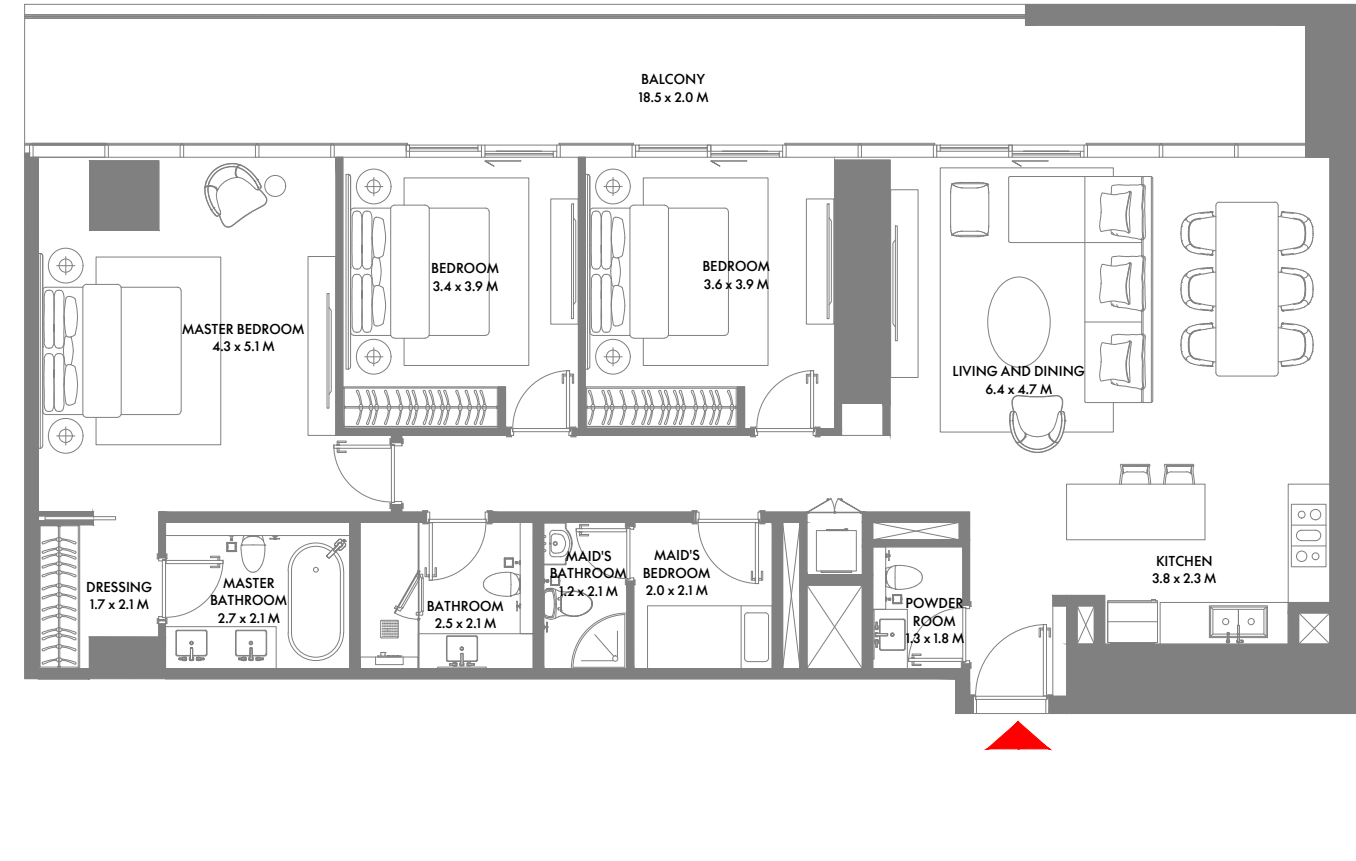 BALCONY
18.5 x 2.0 M
BEDROOM
3.4 x 3.9 M
BEDROOM
3.6 x 3.9 M
MASTER BEDROOM
4.3 x 5.1 M
LIVING AND DINING
6.4 x 4.7 M
DRESSING
1.7 x 2.1 M
MASTER
BATHROOM
2.7 x 2.1 M
BATHROOM
2.5 x 2.1 M
MAID'S
BATHROOM
1.2 x 2.1 M
MAID'S
BEDROOM
2.0 x 2.1 M
POWDER
ROOM
1.3 x 1.8 M
KITCHEN
3.8 x 2.3 M